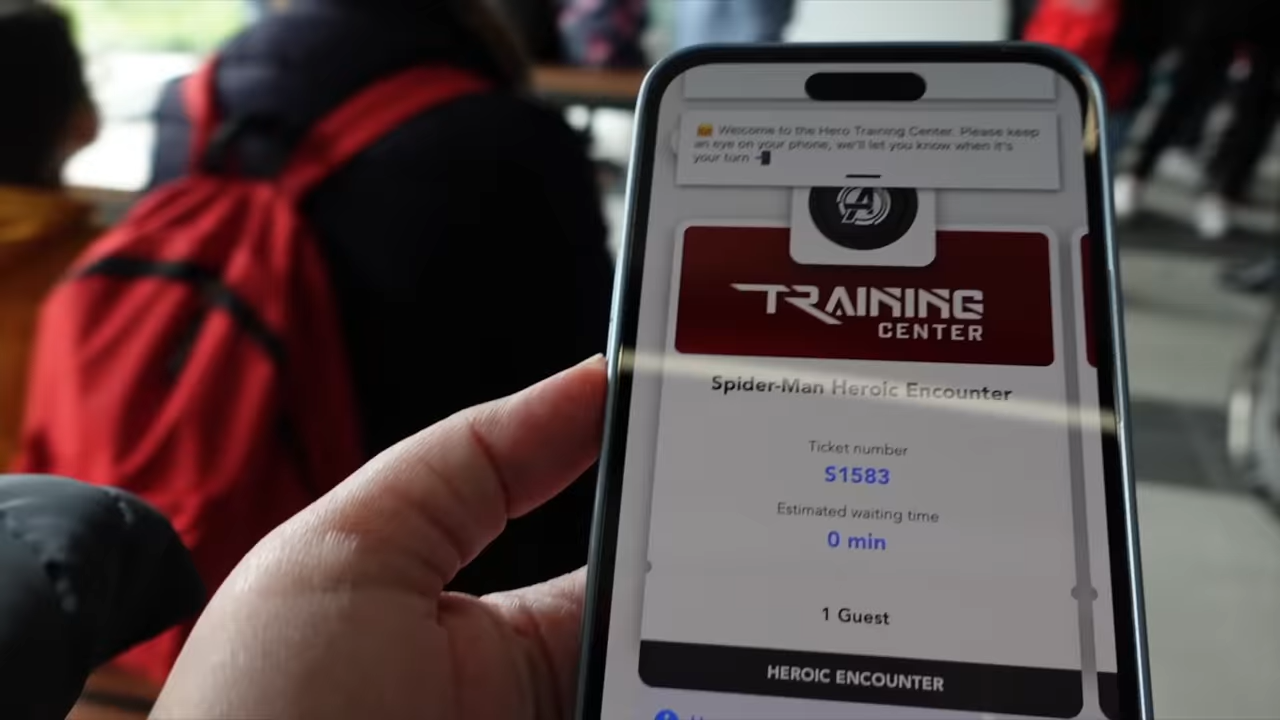 Welcome to the Hero Training Center. Please keep
an eye on your phone, we'll let you know when it's
your turn
TRAINING
CENTER
Spider-Man Heroic Encounter
Ticket number
S1583
Estimated waiting time
0 min
1 Guest
HEROIC ENCOUNTER